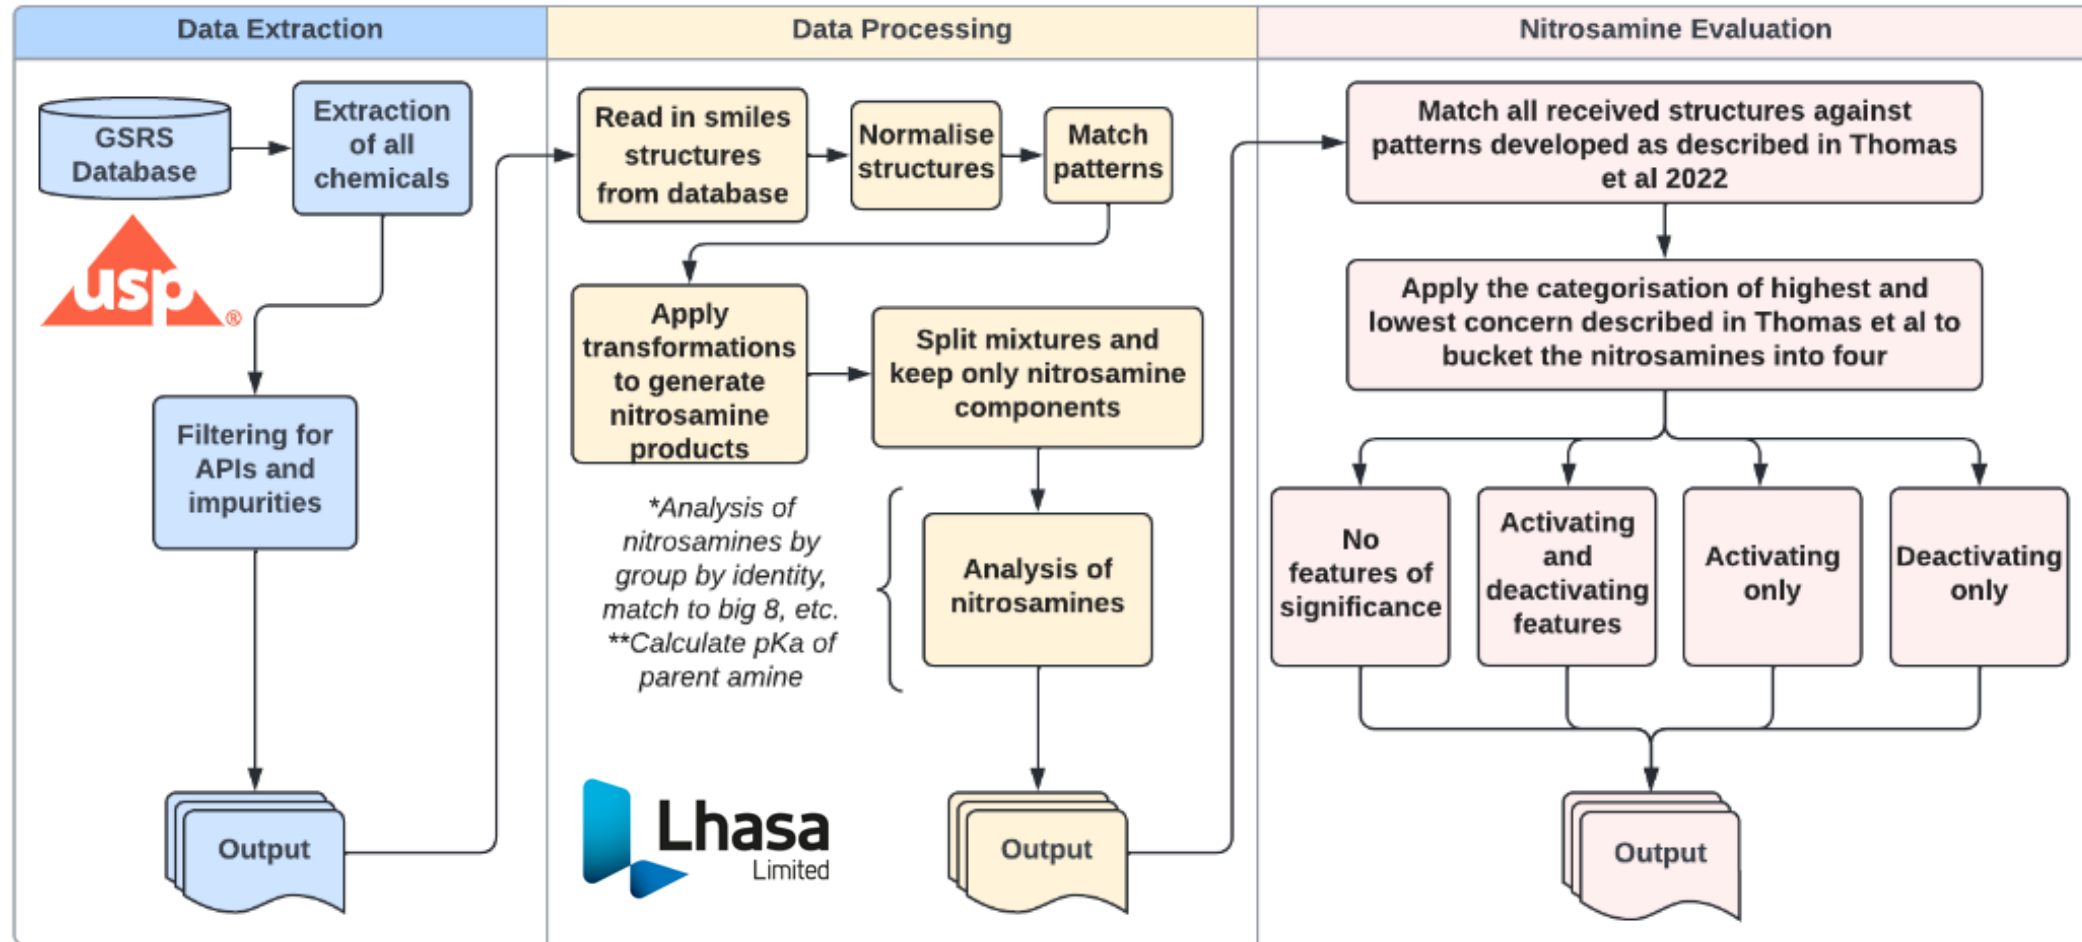 Data Extraction
GSRS
Database
Extraction
of all
chemicals
usp®
Filtering for
APIs and
impurities
Output
Data Processing
Read in smiles
structures
from database
Normalise
structures
Match
patterns
Apply
transformations
to generate
nitrosamine
products
Split mixtures and
keep only nitrosamine
components
*Analysis of
nitrosamines by
group by identity,
match to big 8, etc.
**Calculate pKa of
parent amine
Analysis of
nitrosamines
Lhasa
Limited
Output
Nitrosamine Evaluation
Match all received structures against
patterns developed as described in Thomas
et al 2022
Apply the categorisation of highest and
lowest concern described in Thomas et al to
bucket the nitrosamines into four
No
features of
significance
Activating
and
deactivating
features
Activating
only
Deactivating
only
Output